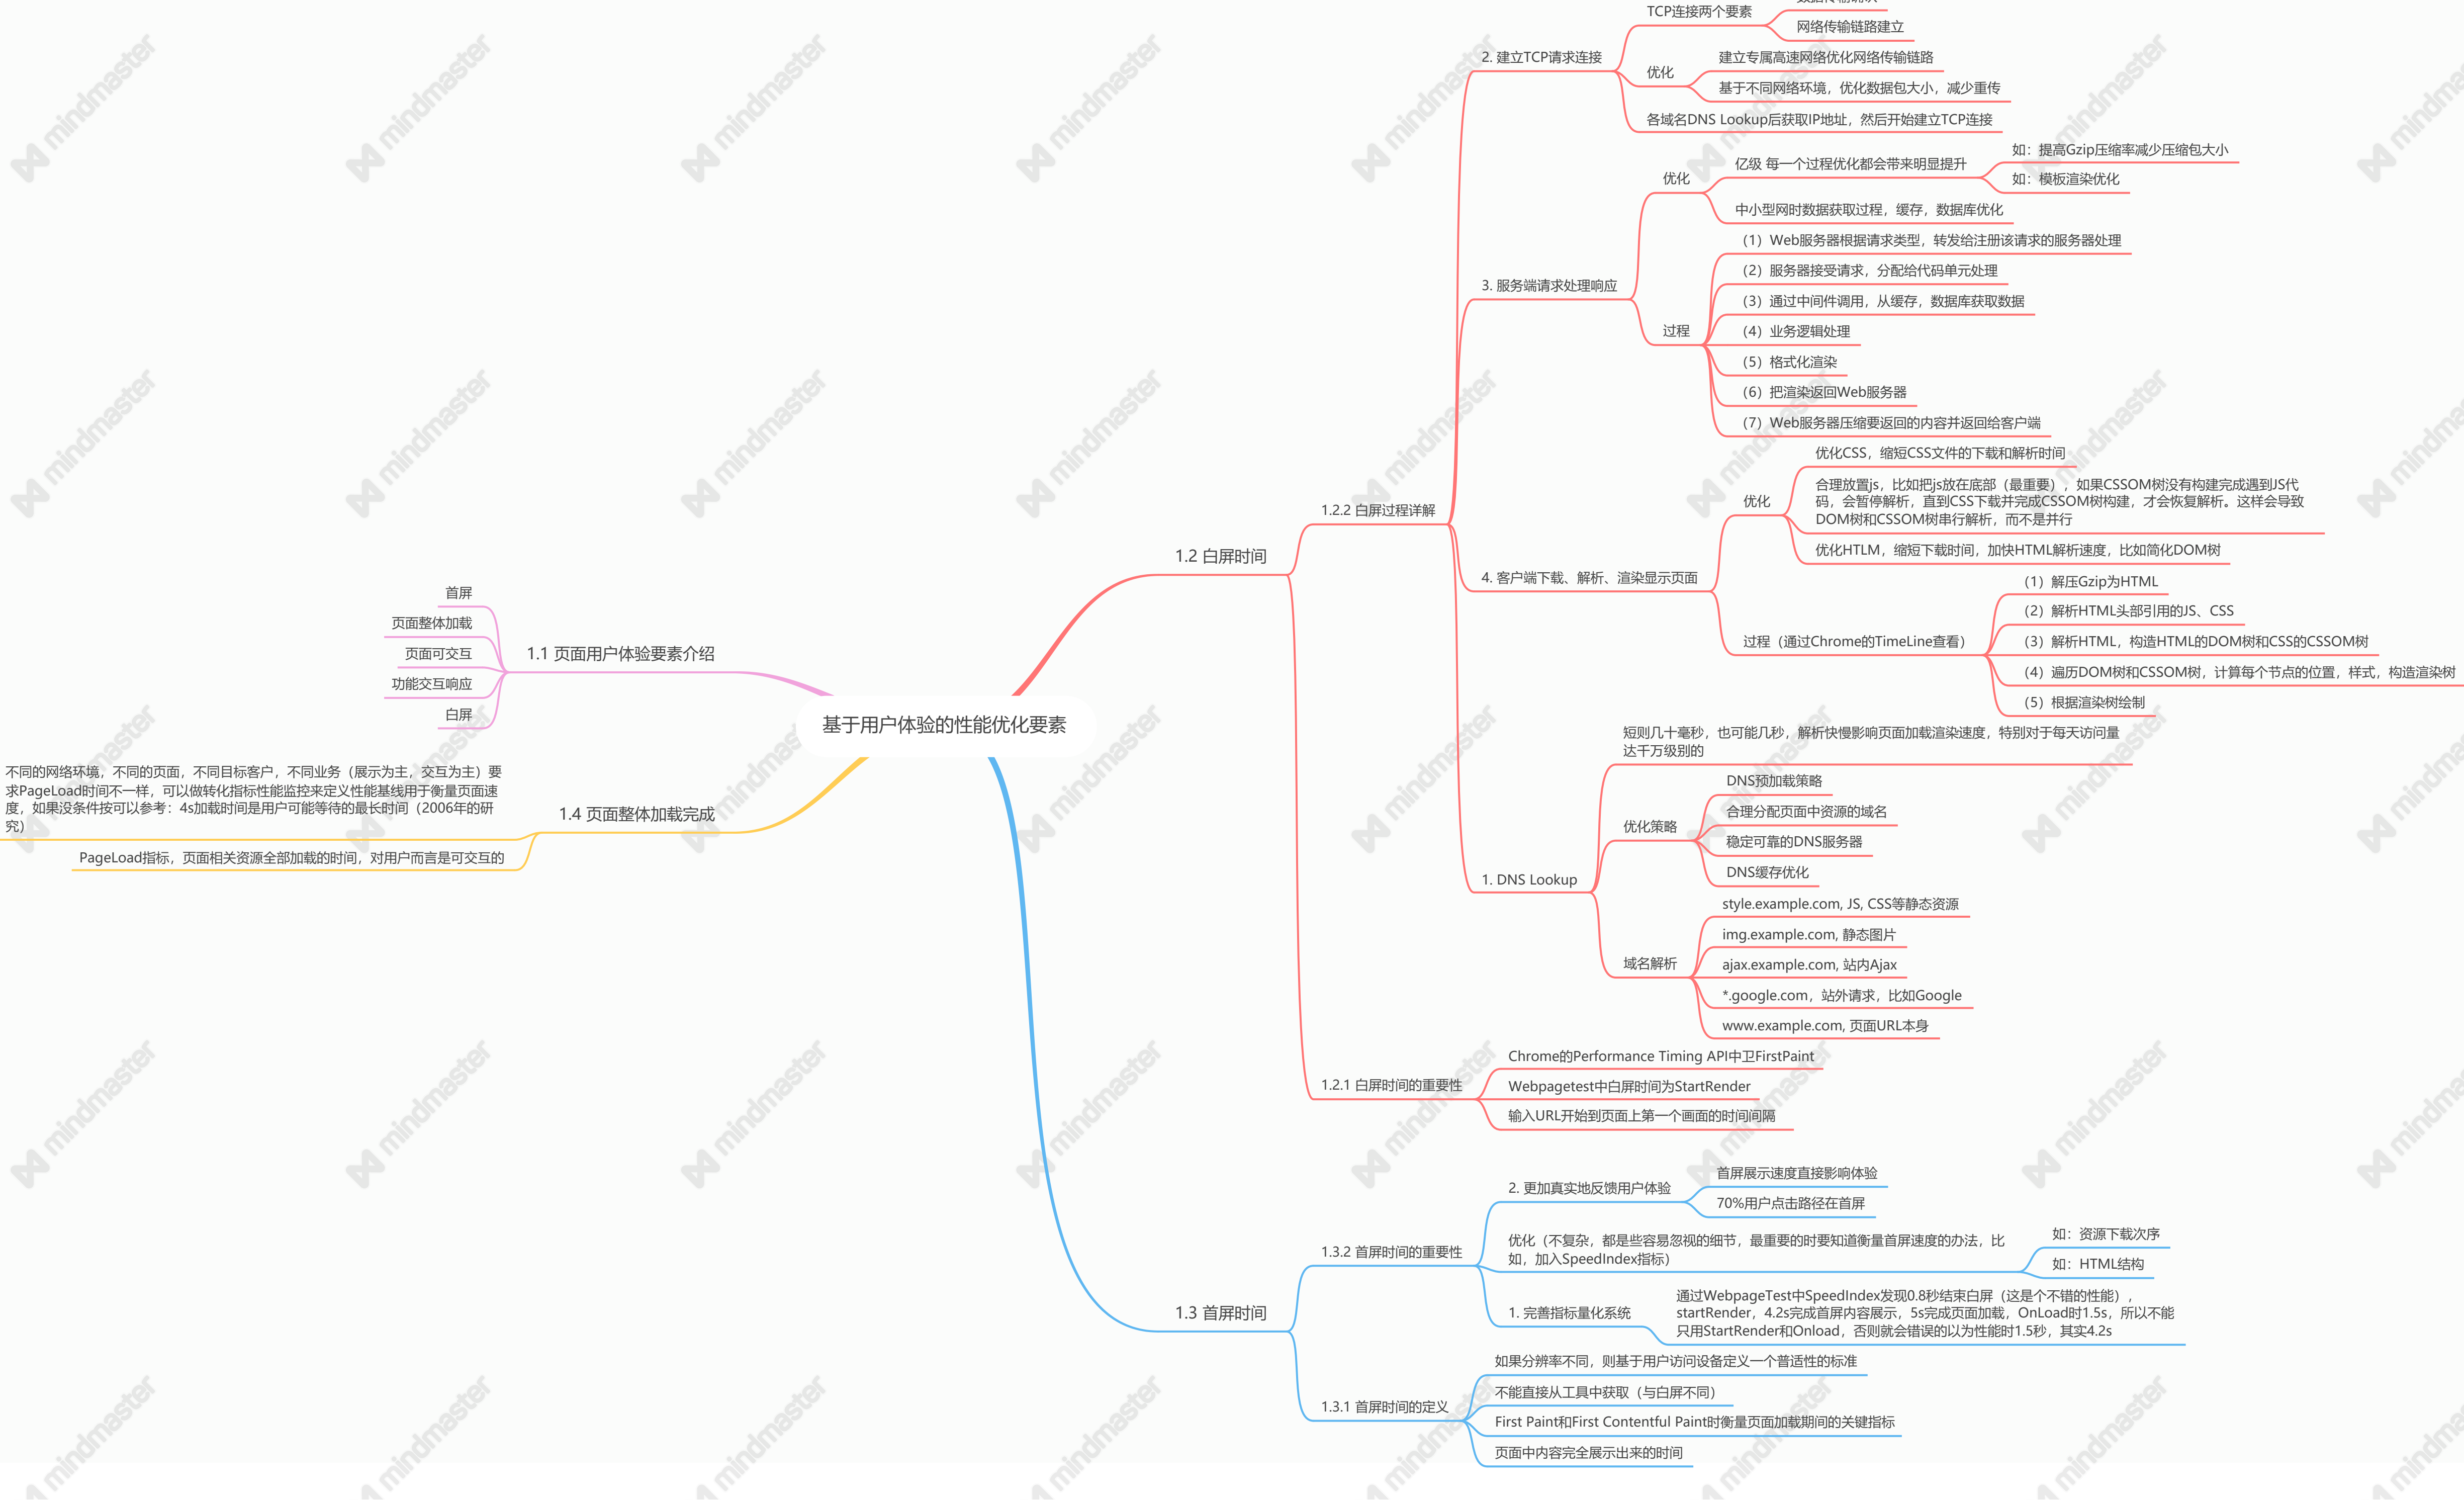 基于用户体验的性能优化要素
1.1 页面用户体验要素介绍
首屏
页面整体加载
页面可交互
功能交互响应
白屏
1.2 白屏时间
1.2.2 白屏过程详解
2. 建立TCP请求连接
TCP连接两个要素
网络传输链路建立
优化
建立专属高速网络优化网络传输链路
基于不同网络环境，优化数据包大小，减少重传
各域名DNS Lookup后获取IP地址，然后开始建立TCP连接
3. 服务端请求处理响应
优化
亿级 每一个过程优化都会带来明显提升
如：提高Gzip压缩率减少压缩包大小
如：模板渲染优化
中小型网时数据获取过程，缓存，数据库优化
过程
（1）Web服务器根据请求类型，转发给注册该请求的服务器处理
（2）服务器接受请求，分配给代码单元处理
（3）通过中间件调用，从缓存，数据库获取数据
（4）业务逻辑处理
（5）格式化渲染
（6）把渲染返回Web服务器
（7）Web服务器压缩要返回的内容并返回给客户端
4. 客户端下载、解析、渲染显示页面
优化
优化CSS，缩短CSS文件的下载和解析时间
合理放置js，比如把js放在底部（最重要），如果CSSOM树没有构建完成遇到JS代
码，会暂停解析，直到CSS下载并完成CSSOM树构建，才会恢复解析。这样会导致
DOM树和CSSOM树串行解析，而不是并行
优化HTLM，缩短下载时间，加快HTML解析速度，比如简化DOM树
过程（通过Chrome的TimeLine查看）
（1）解压Gzip为HTML
（2）解析HTML头部引用的JS、CSS
（3）解析HTML，构造HTML的DOM树和CSS的CSSOM树
（4）遍历DOM树和CSSOM树，计算每个节点的位置，样式，构造渲染树
（5）根据渲染树绘制
1. DNS Lookup
短则几十毫秒，也可能几秒，解析快慢影响页面加载渲染速度，特别对于每天访问量
达千万级别的
优化策略
DNS预加载策略
合理分配页面中资源的域名
稳定可靠的DNS服务器
DNS缓存优化
域名解析
style.example.com, JS, CSS等静态资源
img.example.com, 静态图片
ajax.example.com, 站内Ajax
*.google.com，站外请求，比如Google
www.example.com, 页面URL本身
1.2.1 白屏时间的重要性
Chrome的Performance Timing API中卫FirstPaint
Webpagetest中白屏时间为StartRender
输入URL开始到页面上第一个画面的时间间隔
1.3 首屏时间
1.3.2 首屏时间的重要性
2. 更加真实地反馈用户体验
首屏展示速度直接影响体验
70%用户点击路径在首屏
优化（不复杂，都是些容易忽视的细节，最重要的时要知道衡量首屏速度的办法，比
如，加入SpeedIndex指标）
如：资源下载次序
如：HTML结构
1. 完善指标量化系统
通过WebpageTest中SpeedIndex发现0.8秒结束白屏（这是个不错的性能），
startRender，4.2s完成首屏内容展示，5s完成页面加载，OnLoad时1.5s，所以不能
只用StartRender和Onload，否则就会错误的以为性能时1.5秒，其实4.2s
1.3.1 首屏时间的定义
如果分辨率不同，则基于用户访问设备定义一个普适性的标准
不能直接从工具中获取（与白屏不同）
First Paint和First Contentful Paint时衡量页面加载期间的关键指标
页面中内容完全展示出来的时间
1.4 页面整体加载完成
不同的网络环境，不同的页面，不同目标客户，不同业务（展示为主，交互为主）要
求PageLoad时间不一样，可以做转化指标性能监控来定义性能基线用于衡量页面速
度，如果没条件按可以参考：4s加载时间是用户可能等待的最长时间（2006年的研
究）
PageLoad指标，页面相关资源全部加载的时间，对用户而言是可交互的
mindmaster